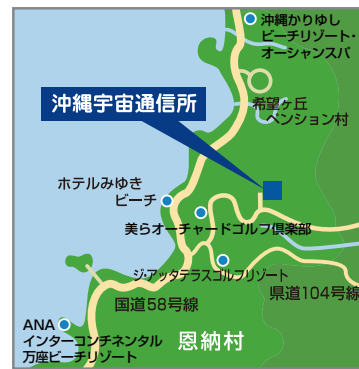 沖縄かりゆし
ビーチリゾート・
オーシャンスパ
沖縄宇宙通信所
希望ヶ丘
ペンション村
ホテルみゆき
ビーチ
美らオーチャードゴルフ倶楽部
ジ・アッタテラスゴルフリゾート
国道58号線
県道104号線
ANA
インターコンチネンタル
万座ビーチリゾート
恩納村